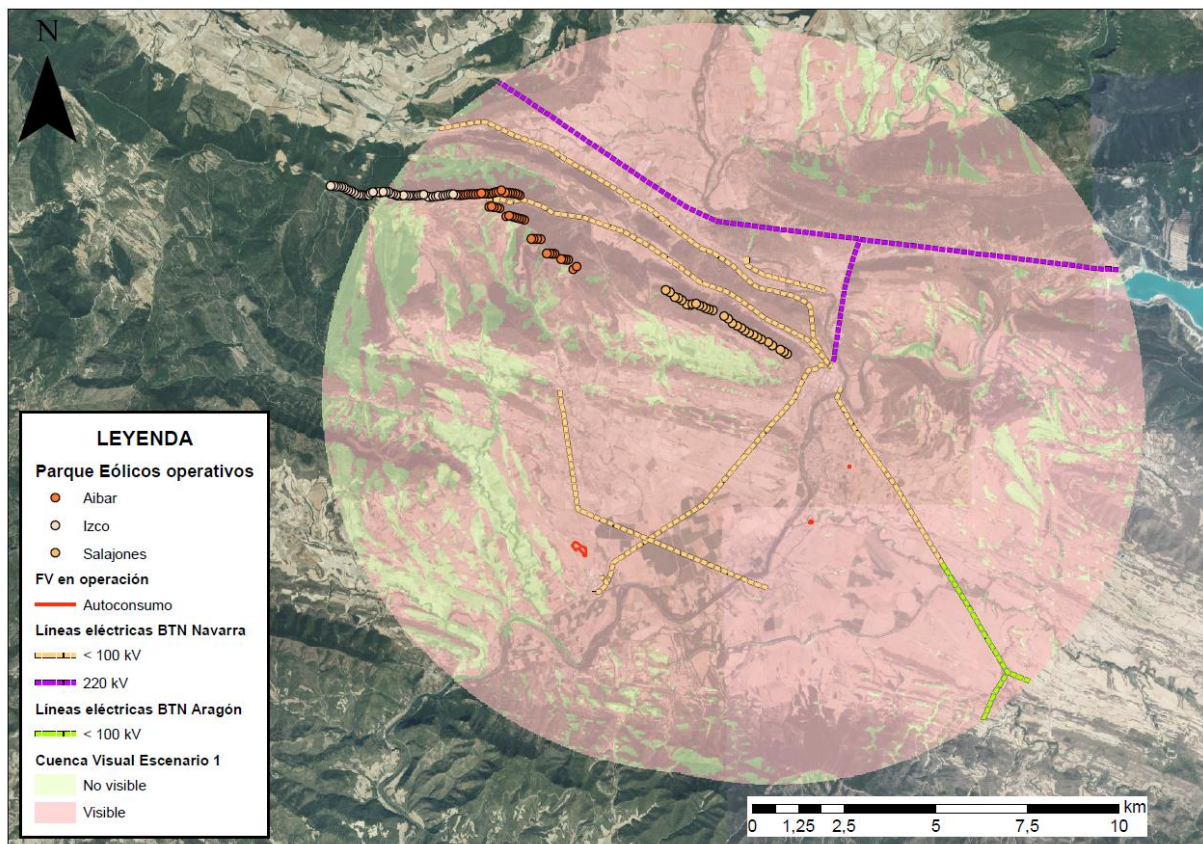 N
LEYENDA
Parque Eólicos operativos
Aibar
Izco
Salajones
FV en operación
Autoconsumo
Líneas eléctricas BTN Navarra
< 100 kV
220 kV
Líneas eléctricas BTN Aragón
< 100 kV
Cuenca Visual Escenario 1
No visible
Visible
km
0 1,25 2,5 5 7,5 10